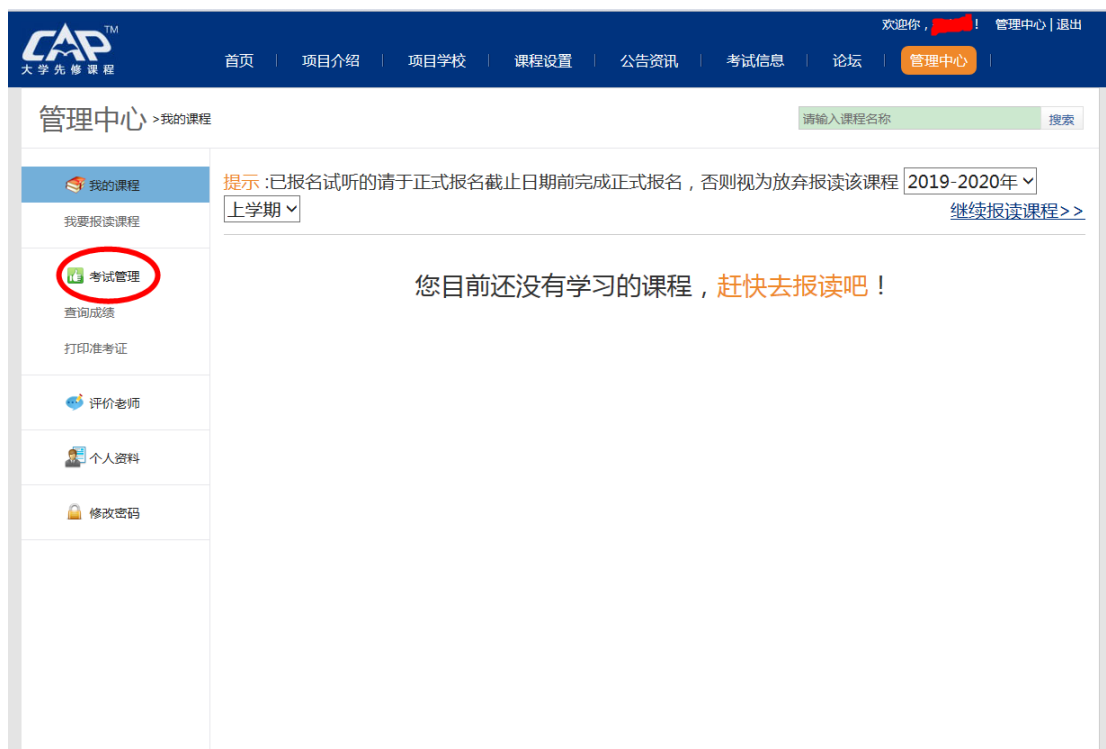 CAP TM
大学先修课程
欢迎你， ！ 管理中心 | 退出
首页 | 项目介绍 | 项目学校 | 课程设置 | 公告资讯 | 考试信息 | 论坛 | 管理中心 |
管理中心 >我的课程
请输入课程名称 搜索
我的课程
我要报读课程
考试管理
查询成绩
打印准考证
评价老师
个人资料
修改密码
提示 :已报名试听的请于正式报名截止日期前完成正式报名，否则视为放弃报读该课程 2019-2020年
上学期 继续报读课程>>
您目前还没有学习的课程，赶快去报读吧！